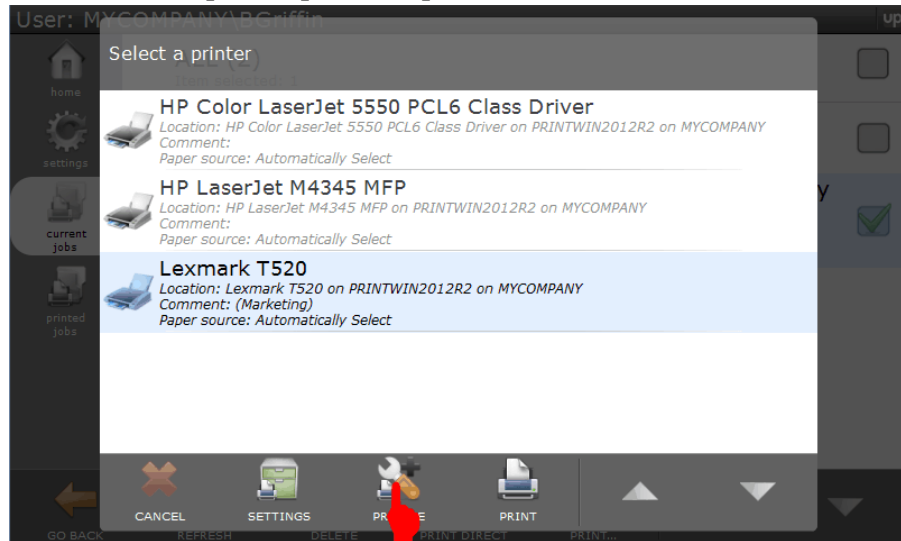 User: MYCOMPANY\BGriffin
up
Select a printer
ALL (2)
home
HP Color LaserJet 5550 PCL6 Class Driver
Location: HP Color LaserJet 5550 PCL6 Class Driver on PRINTWIN2012R2 on MYCOMPANY
Comment:
Paper source: Automatically Select
settings
HP LaserJet M4345 MFP
Location: HP LaserJet M4345 MFP on PRINTWIN2012R2 on MYCOMPANY
Comment:
Paper source: Automatically Select
current
jobs
y
Lexmark T520
Location: Lexmark T520 on PRINTWIN2012R2 on MYCOMPANY
Comment: (Marketing)
Paper source: Automatically Select
printed
jobs
CANCEL
SETTINGS
PRINT
GO BACK
REFRESH
DELETE
PRINT DIRECT
PRINT...